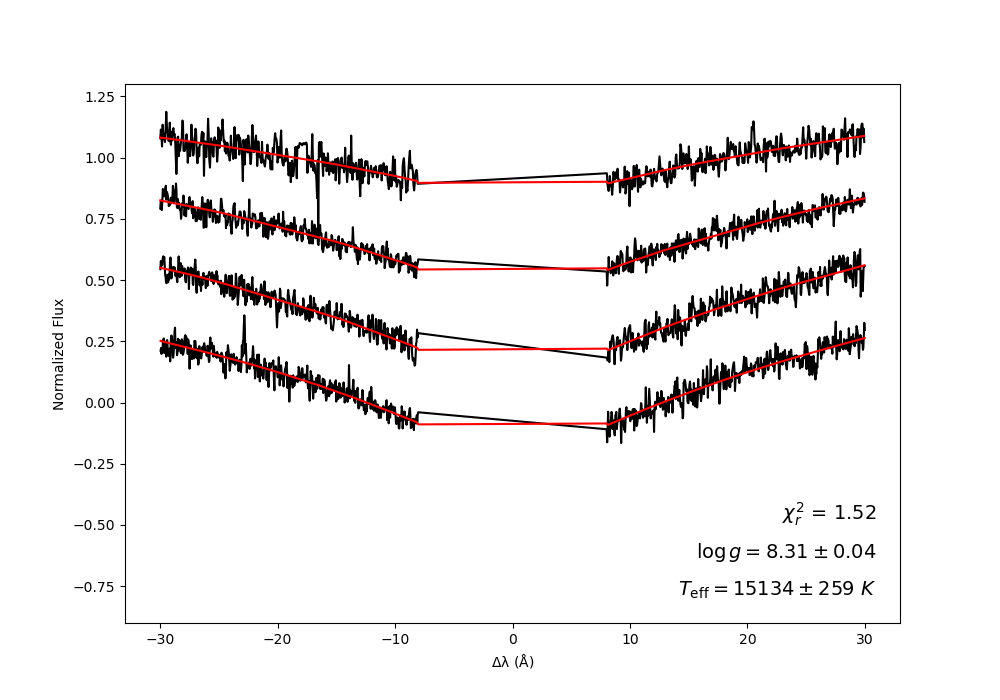 1.25
1.00
0.75
0.50
0.25
0.00
−0.25
−0.50
−0.75
Normalized Flux
χ²ᵣ = 1.52
log g = 8.31 ± 0.04
T_eff = 15134 ± 259 K
−30 −20 −10 0 10 20 30
Δλ (Å)